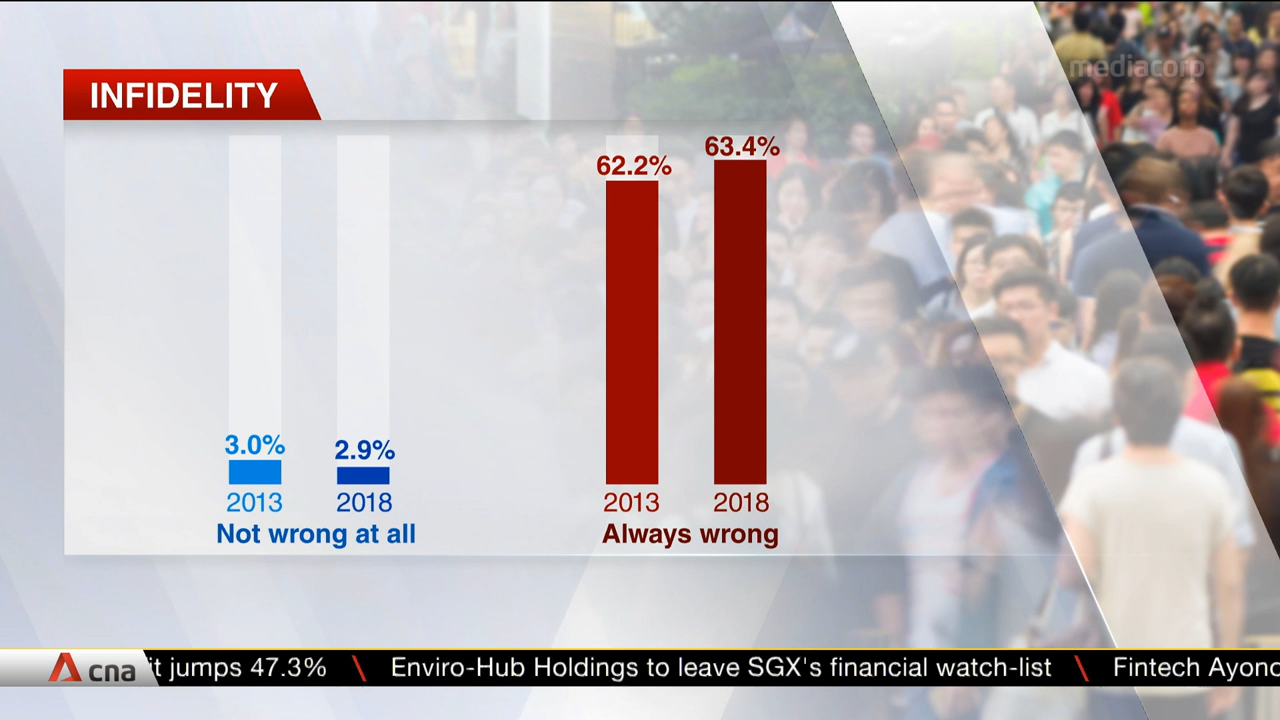 mediacorp
INFIDELITY
3.0%
2.9%
62.2%
63.4%
2013
2018
2013
2018
Not wrong at all
Always wrong
cna
it jumps 47.3% \ Enviro-Hub Holdings to leave SGX's financial watch-list \ Fintech